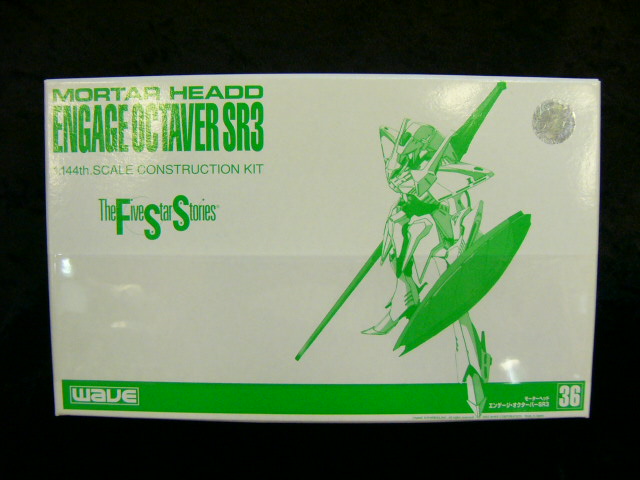 MORTAR HEADD
ENGAGE OCTAVER SR3
1:144th. SCALE CONSTRUCTION KIT
The Five Star Stories
wave
モーターヘッド
エンゲージ・オクターバーSR3
36